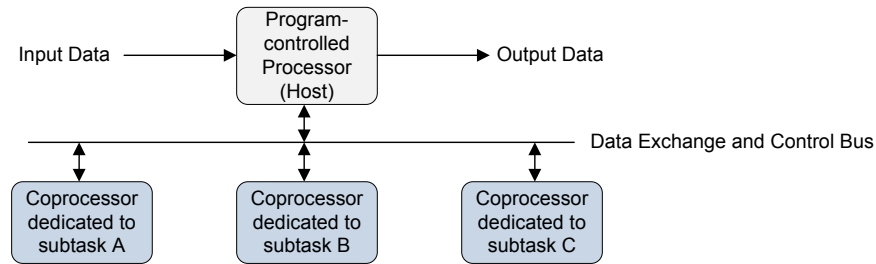 Program-
controlled
Processor
(Host)
Input Data
Output Data
Data Exchange and Control Bus
Coprocessor
dedicated to
subtask A
Coprocessor
dedicated to
subtask B
Coprocessor
dedicated to
subtask C